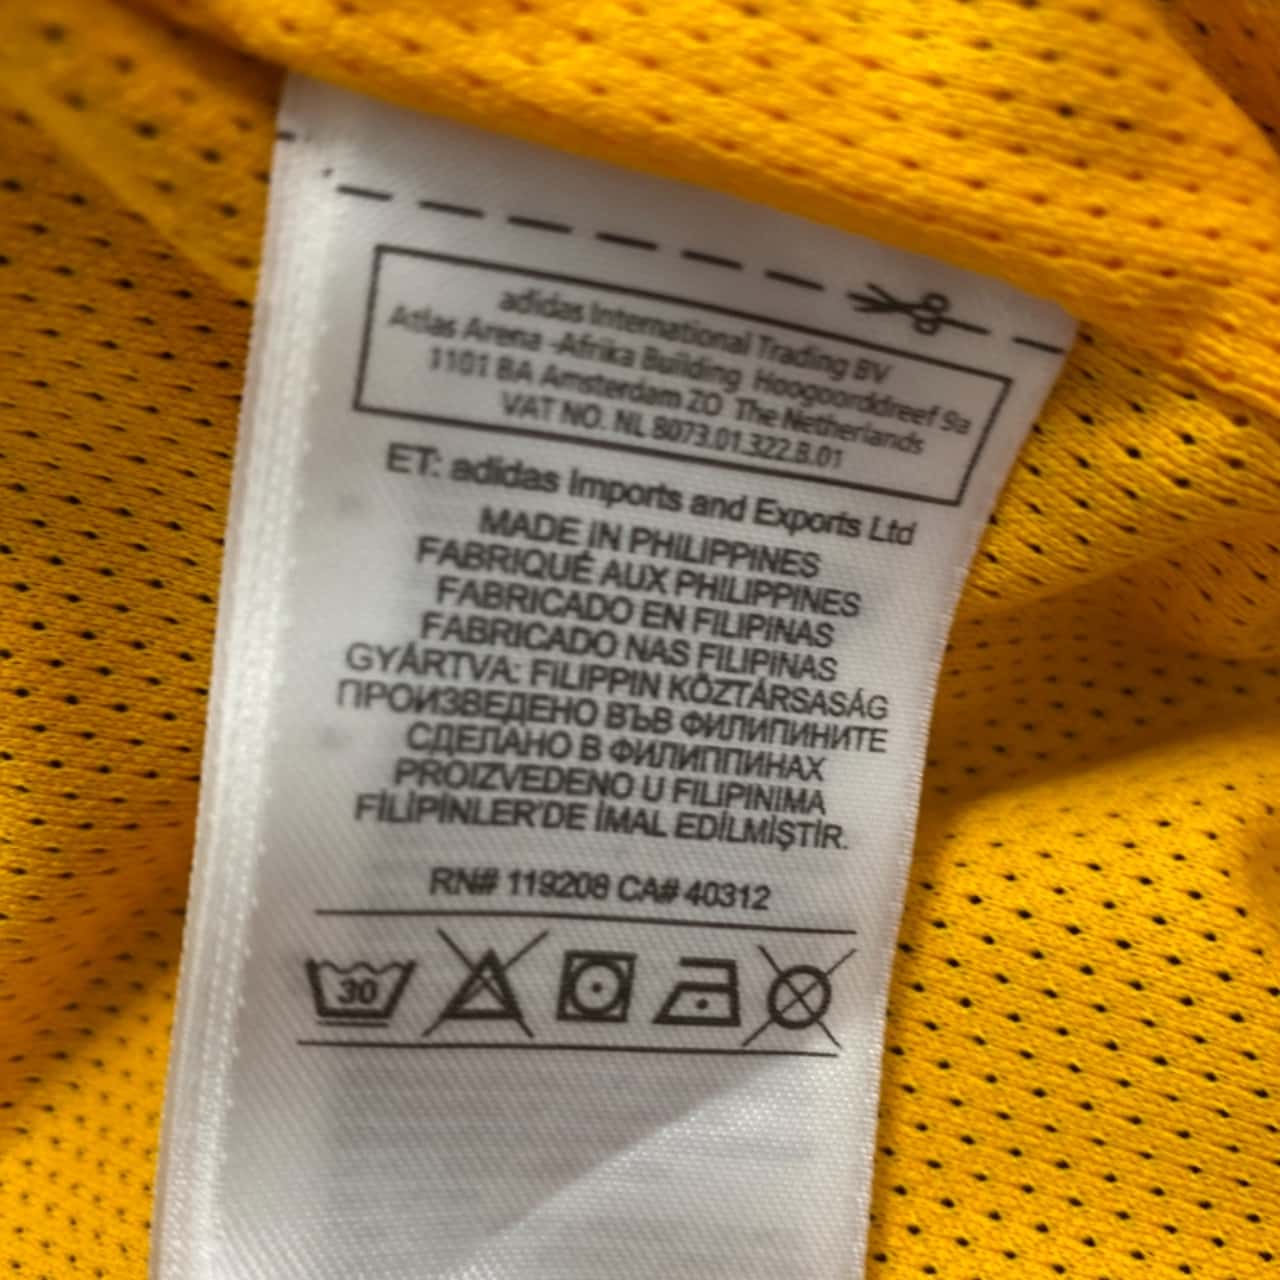 adidas International Trading BV
Atlas Arena -Afrika Building Hoogoorddreef 9a
1101 BA Amsterdam ZO The Netherlands
VAT NO. NL 8073.01.322.B.01
ET: adidas Imports and Exports Ltd
MADE IN PHILIPPINES
FABRIQUÉ AUX PHILIPPINES
FABRICADO EN FILIPINAS
FABRICADO NAS FILIPINAS
GYÁRTVA: FILIPPIN KÖZTÁRSASÁG
ПРОИЗВЕДЕНО ВЪВ ФИЛИПИНИТЕ
СДЕЛАНО В ФИЛИППИНАХ
PROIZVEDENO U FILIPINIMA
FİLİPİNLER'DE İMAL EDİLMİŞTİR.
RN# 119208 CA# 40312
30